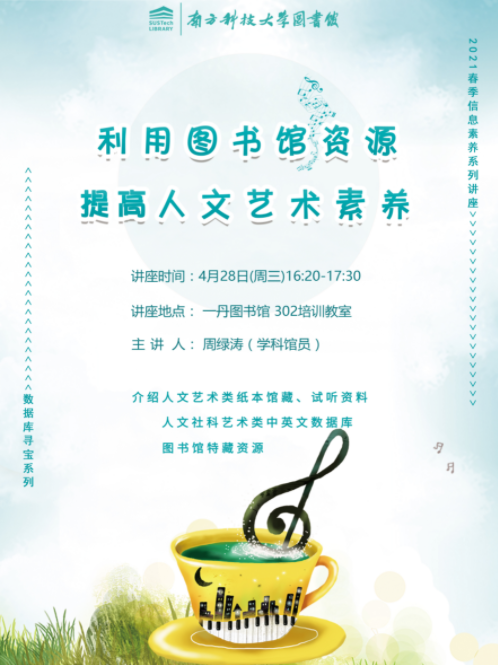 SUSTech
LIBRARY
南方科技大学图书馆
2021春季信息素养系列讲座
利用图书馆资源
提高人文艺术素养
讲座时间：4月28日(周三)16:20-17:30
讲座地点： 一丹图书馆 302培训教室
主 讲 人： 周绿涛（学科馆员）
介绍人文艺术类纸本馆藏、试听资料
人文社科艺术类中英文数据库
图书馆特藏资源
数据库寻宝系列